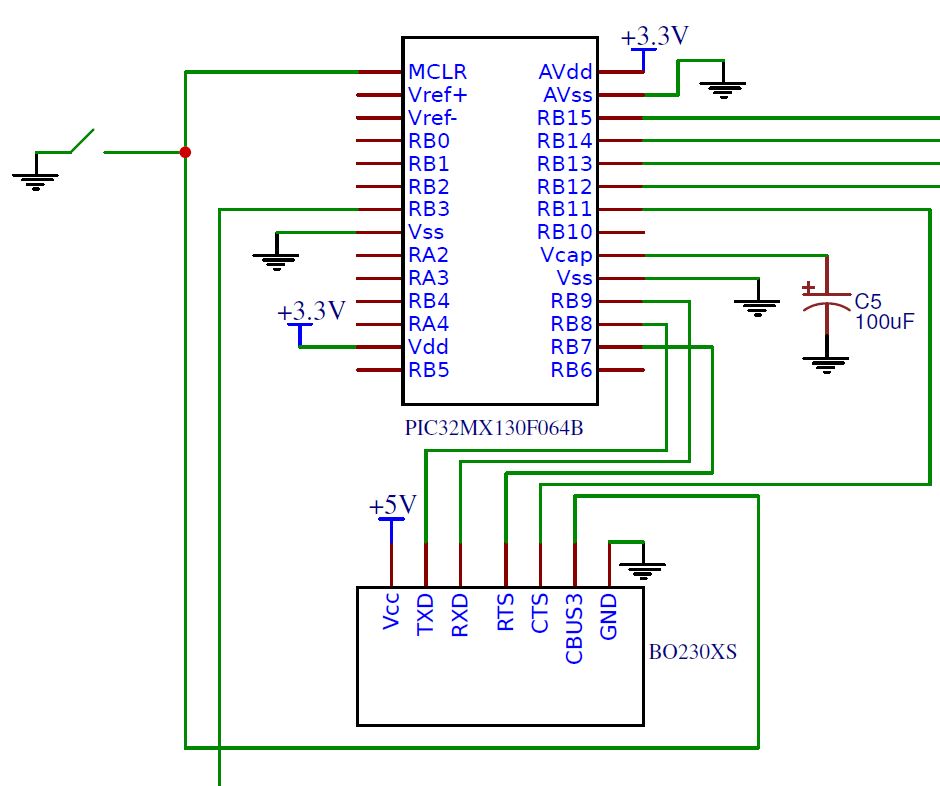 +3.3V
MCLR AVdd
Vref+ AVss
Vref- RB15
RB0 RB14
RB1 RB13
RB2 RB12
RB3 RB11
Vss RB10
RA2 Vcap
RA3 Vss
+
C5
100uF
+3.3V
RB4 RB9
RA4 RB8
Vdd RB7
RB5 RB6
PIC32MX130F064B
+5V
Vcc
TXD
RXD
RTS
CTS
CBUS3
GND
BO230XS